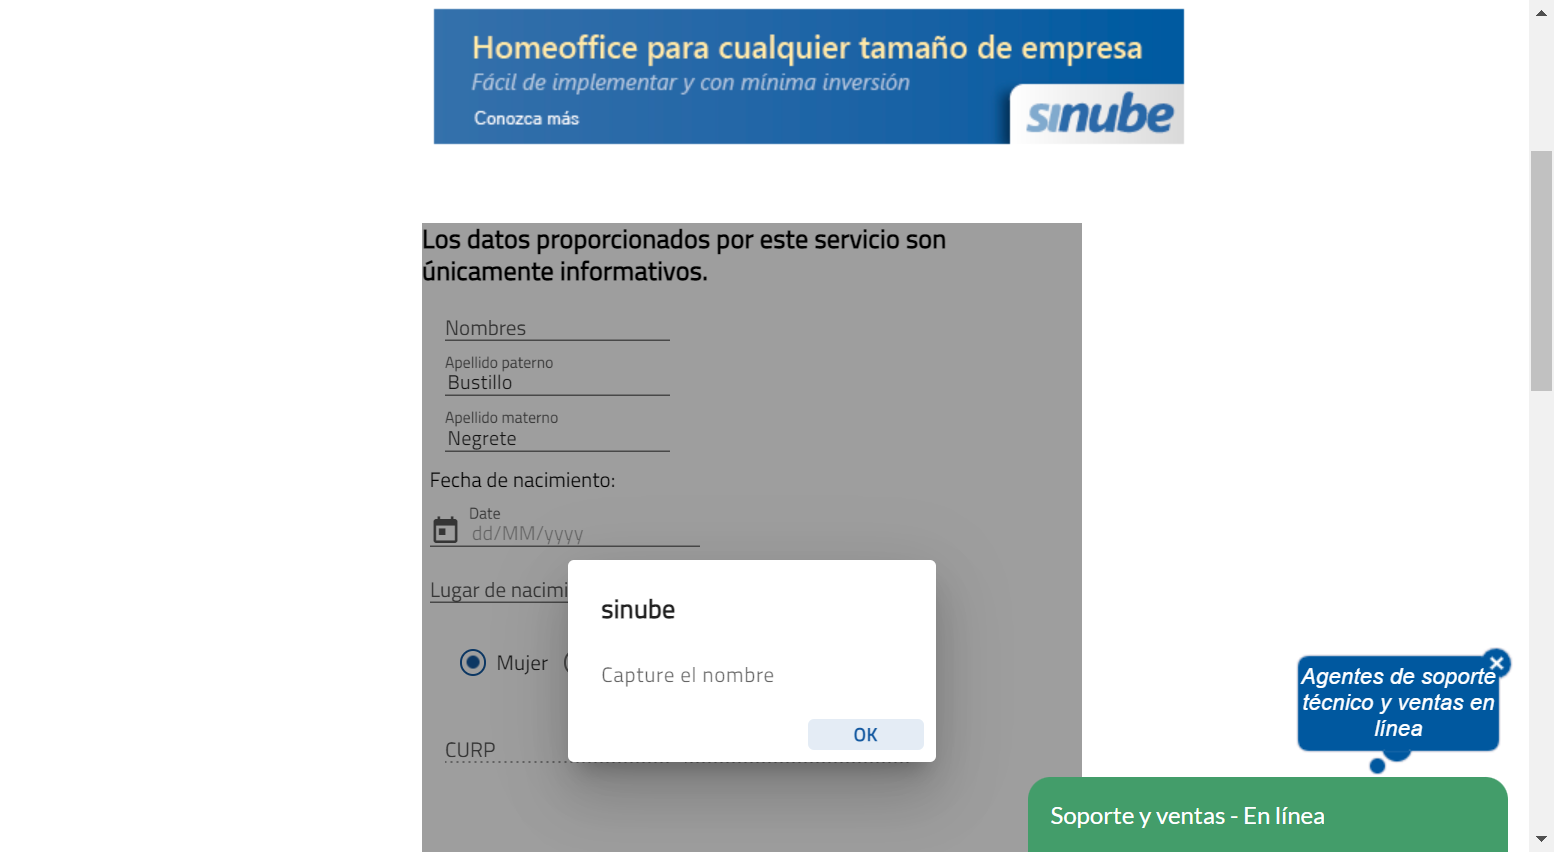 Homeoffice para cualquier tamaño de empresa
Fácil de implementar y con mínima inversión
Conozca más
sinube
Los datos proporcionados por este servicio son
únicamente informativos.
Nombres
Apellido paterno
Bustillo
Apellido materno
Negrete
Fecha de nacimiento:
Date
dd/MM/yyyy
Lugar de nacimi
Mujer
sinube
Capture el nombre
OK
CURP
Agentes de soporte
técnico y ventas en
línea
Soporte y ventas - En línea